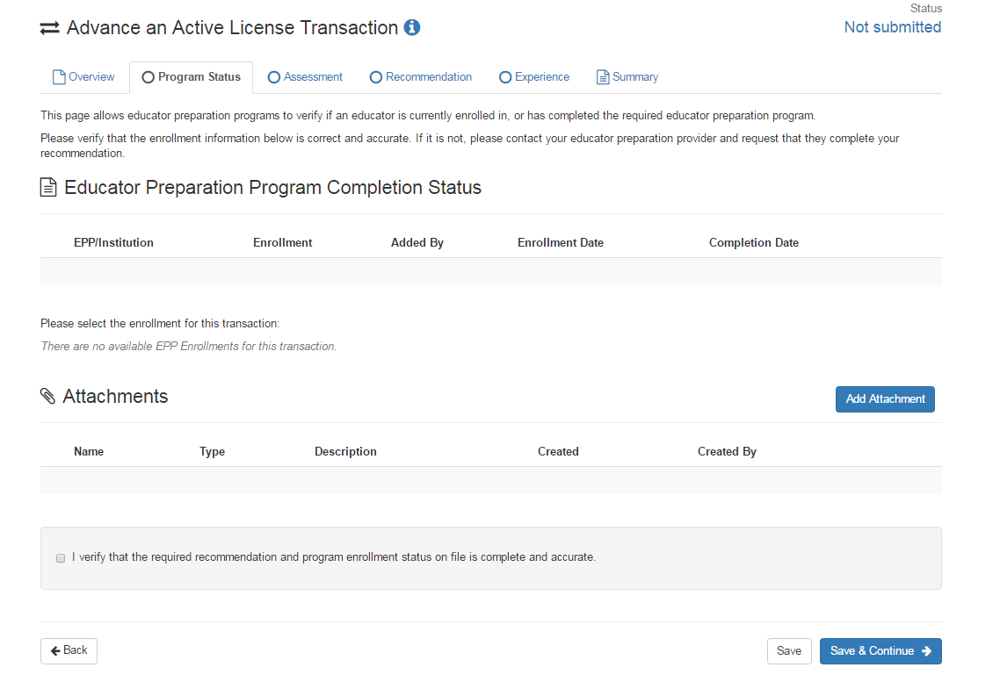 Status
Advance an Active License Transaction
Not submitted
Overview Program Status Assessment Recommendation Experience Summary
This page allows educator preparation programs to verify if an educator is currently enrolled in, or has completed the required educator preparation program.
Please verify that the enrollment information below is correct and accurate. If it is not, please contact your educator preparation provider and request that they complete your
recommendation.
Educator Preparation Program Completion Status
EPP/Institution Enrollment Added By Enrollment Date Completion Date
Please select the enrollment for this transaction:
There are no available EPP Enrollments for this transaction.
Attachments
Add Attachment
Name Type Description Created Created By
I verify that the required recommendation and program enrollment status on file is complete and accurate.
Back Save Save & Continue